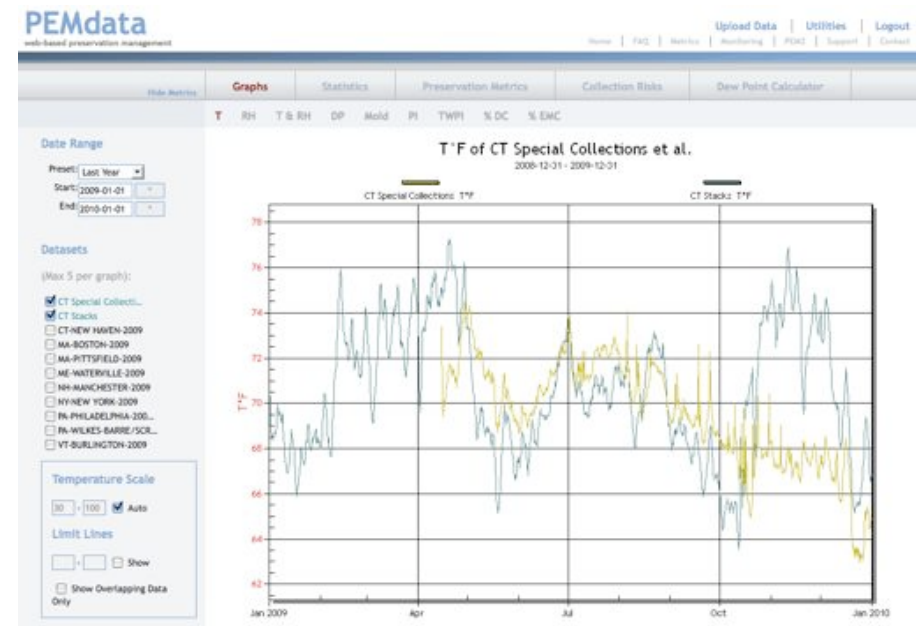 PEMdata
web-based preservation management
Upload Data | Utilities | Logout
Home | FAQ | Metrics | Monitoring | PEM2 | Support | Contact
Hide Metrics
Graphs
Statistics
Preservation Metrics
Collection Risks
Dew Point Calculator
T RH T & RH DP Mold PI TWPI % DC % EMC
Date Range
Preset: Last Year
Start: 2009-01-01
End: 2010-01-01
Datasets
(Max 5 per graph):
CT Special Collecti...
CT Stacks
CT-NEW HAVEN-2009
MA-BOSTON-2009
MA-PITTSFIELD-2009
ME-WATERVILLE-2009
NH-MANCHESTER-2009
NY-NEW YORK-2009
PA-PHILADELPHIA-200...
PA-WILKES-BARRE/SCR...
VT-BURLINGTON-2009
Temperature Scale
30 - 100 Auto
Limit Lines
- Show
Show Overlapping Data
Only
T°F of CT Special Collections et al.
2008-12-31 - 2009-12-31
CT Special Collections T°F
CT Stacks T°F
78
76
74
72
70
68
66
64
62
T°F
Jan 2009
Apr
Jul
Oct
Jan 2010